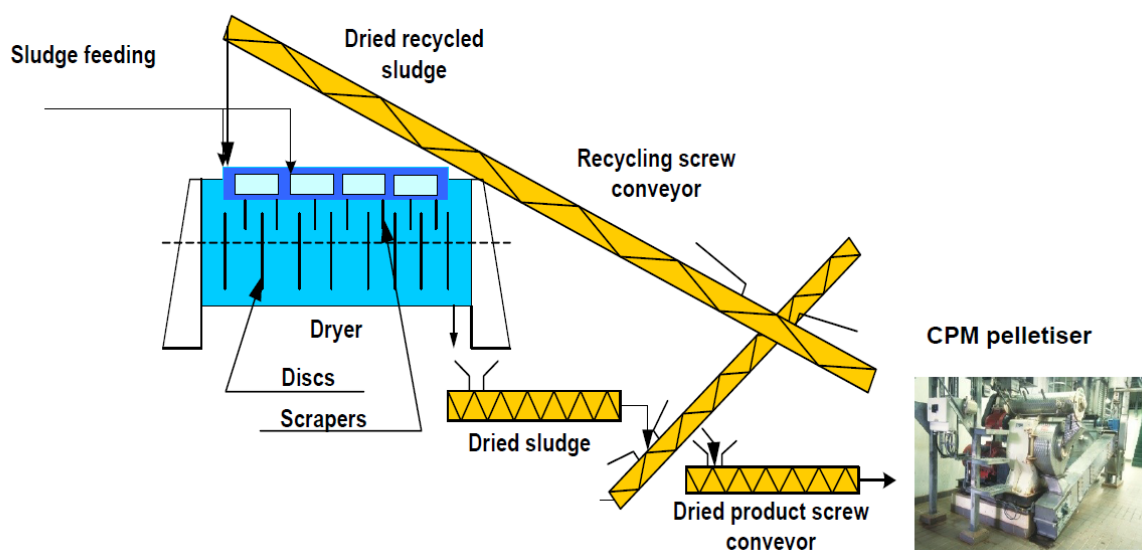 Sludge feeding
Dried recycled
sludge
Recycling screw
conveyor
CPM pelletiser
Dryer
Discs
Scrapers
Dried sludge
Dried product screw
conveyor